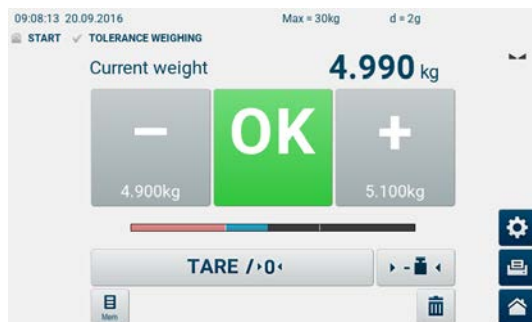 09:08:13 20.09.2016 Max = 30kg d = 2g
START TOLERANCE WEIGHING
Current weight 4.990 kg
− OK +
4.900kg 5.100kg
TARE / 0
Mem